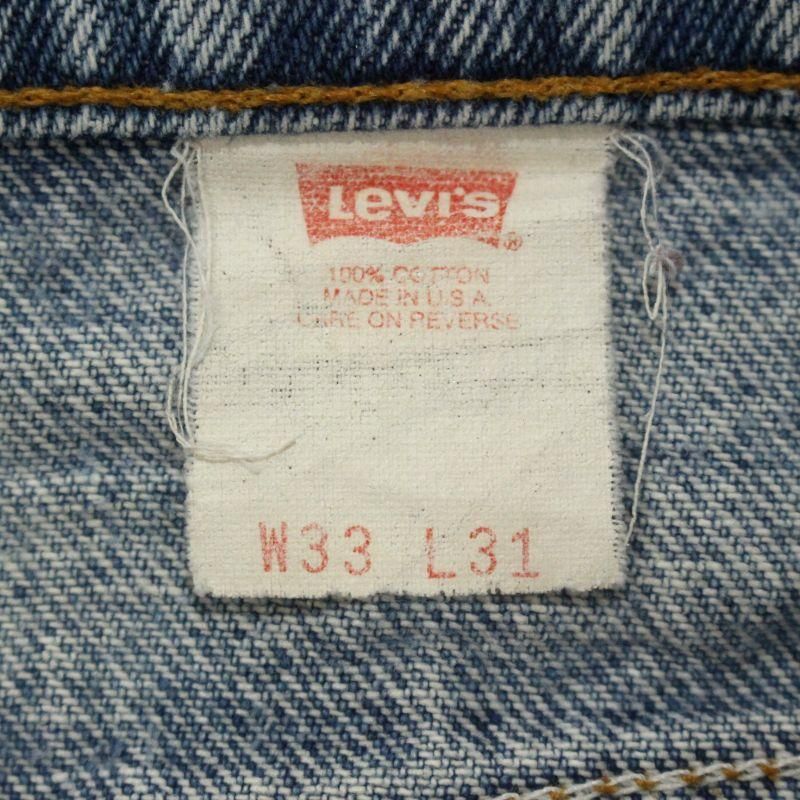 Levi's ®
100% COTTON
MADE IN U.S.A.
CARE ON REVERSE
W33 L31